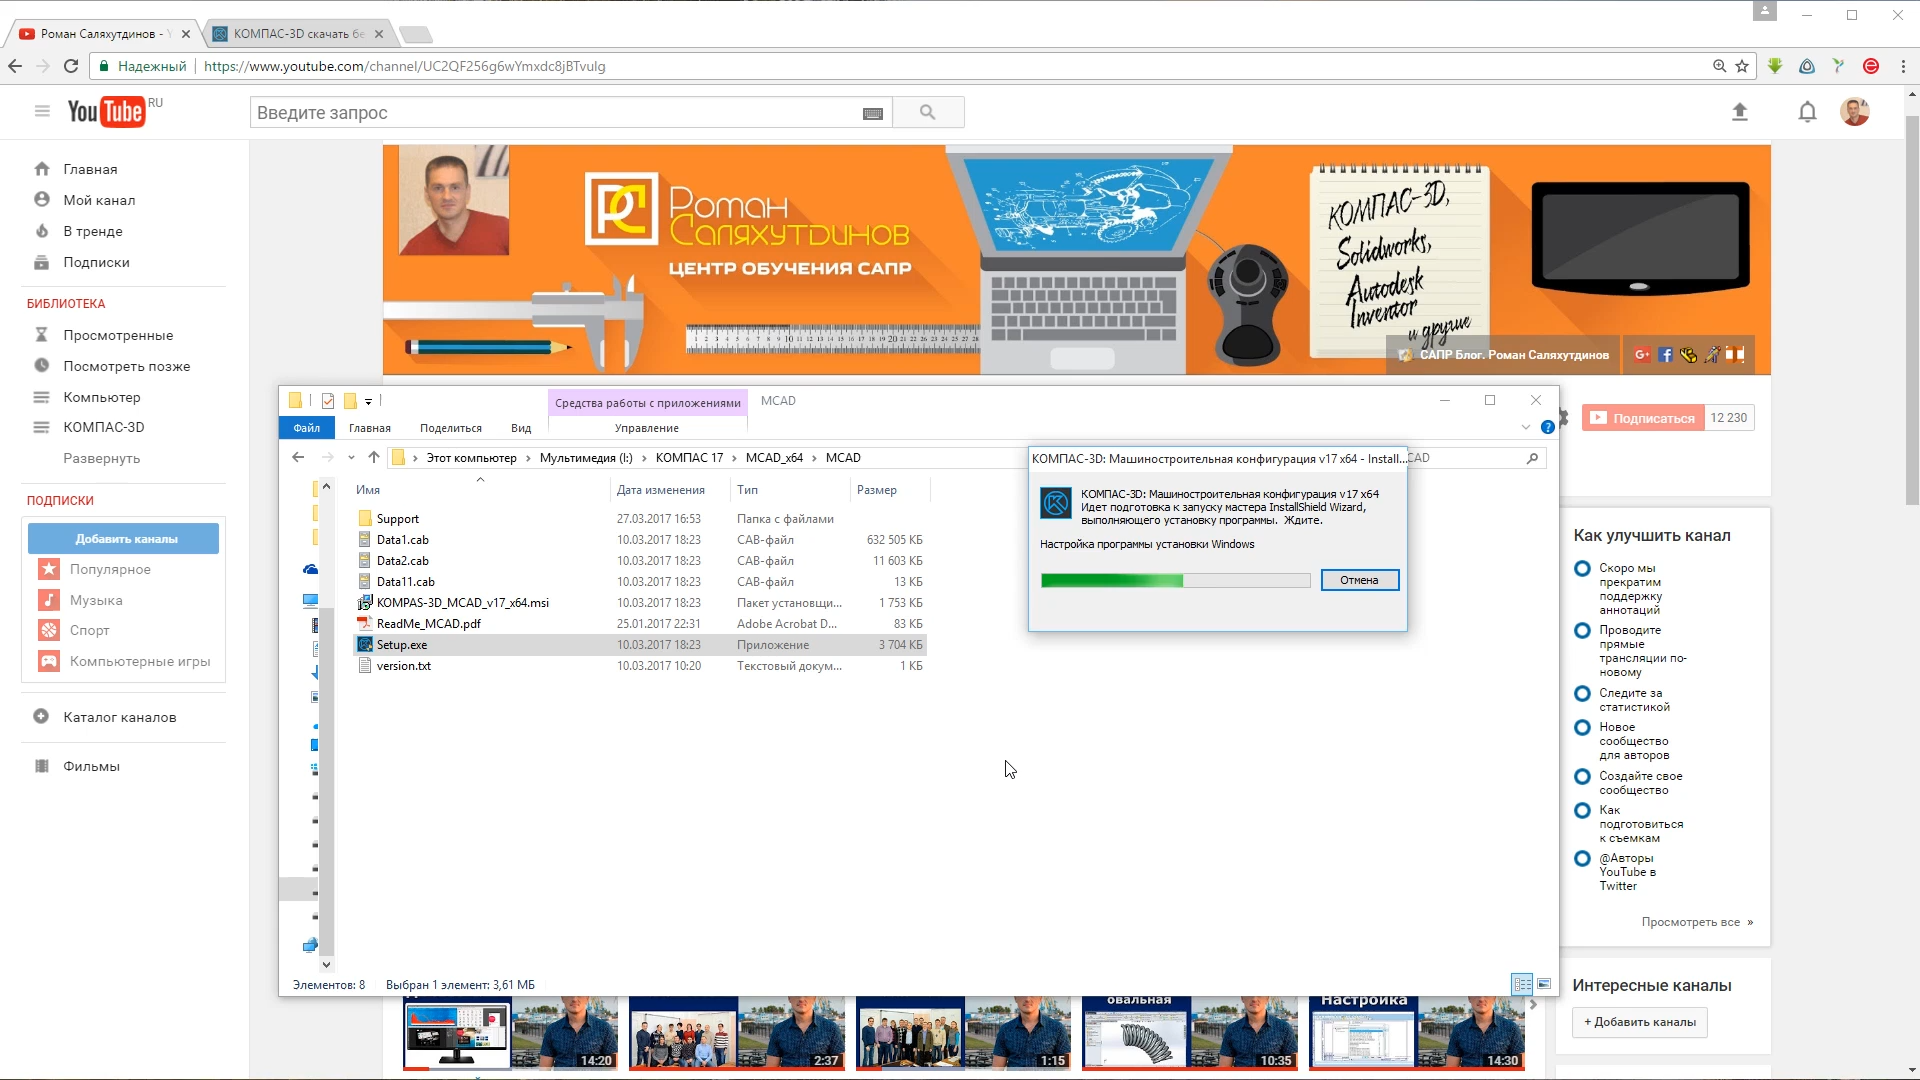 Роман Саляхутдинов - Y
КОМПАС-3D скачать бе
Надежный
https://www.youtube.com/channel/UC2QF256g6wYmxdc8jBTvuIg
YouTube RU
Введите запрос
Главная
Мой канал
В тренде
Подписки
БИБЛИОТЕКА
Просмотренные
Посмотреть позже
Компьютер
КОМПАС-3D
Развернуть
ПОДПИСКИ
Добавить каналы
Популярное
Музыка
Спорт
Компьютерные игры
Каталог каналов
Фильмы
РС
Роман
Саляхутдинов
ЦЕНТР ОБУЧЕНИЯ САПР
КОМПАС-3D,
Solidworks,
Autodesk
Inventor
и другие
САПР Блог. Роман Саляхутдинов
Подписаться
12 230
Средства работы с приложениями
MCAD
Файл
Главная
Поделиться
Вид
Управление
Этот компьютер
Мультимедия (I:)
КОМПАС 17
MCAD_x64
MCAD
CAD
Имя
Дата изменения
Тип
Размер
Support 27.03.2017 16:53 Папка с файлами
Data1.cab 10.03.2017 18:23 CAB-файл 632 505 КБ
Data2.cab 10.03.2017 18:23 CAB-файл 11 603 КБ
Data11.cab 10.03.2017 18:23 CAB-файл 13 КБ
KOMPAS-3D_MCAD_v17_x64.msi 10.03.2017 18:23 Пакет установщи... 1 753 КБ
ReadMe_MCAD.pdf 25.01.2017 22:31 Adobe Acrobat D... 83 КБ
Setup.exe 10.03.2017 18:23 Приложение 3 704 КБ
version.txt 10.03.2017 10:20 Текстовый докум... 1 КБ
Элементов: 8
Выбран 1 элемент: 3,61 МБ
КОМПАС-3D: Машиностроительная конфигурация v17 x64 - Install...
КОМПАС-3D: Машиностроительная конфигурация v17 x64
Идет подготовка к запуску мастера InstallShield Wizard,
выполняющего установку программы. Ждите.
Настройка программы установки Windows
Отмена
Как улучшить канал
Скоро мы
прекратим
поддержку
аннотаций
Проводите
прямые
трансляции по-
новому
Следите за
статистикой
Новое
сообщество
для авторов
Создайте свое
сообщество
Как
подготовиться
к съемкам
@Авторы
YouTube в
Twitter
Просмотреть все »
Интересные каналы
+ Добавить каналы
14:20
2:37
1:15
овальная
10:35
Настройка
14:30